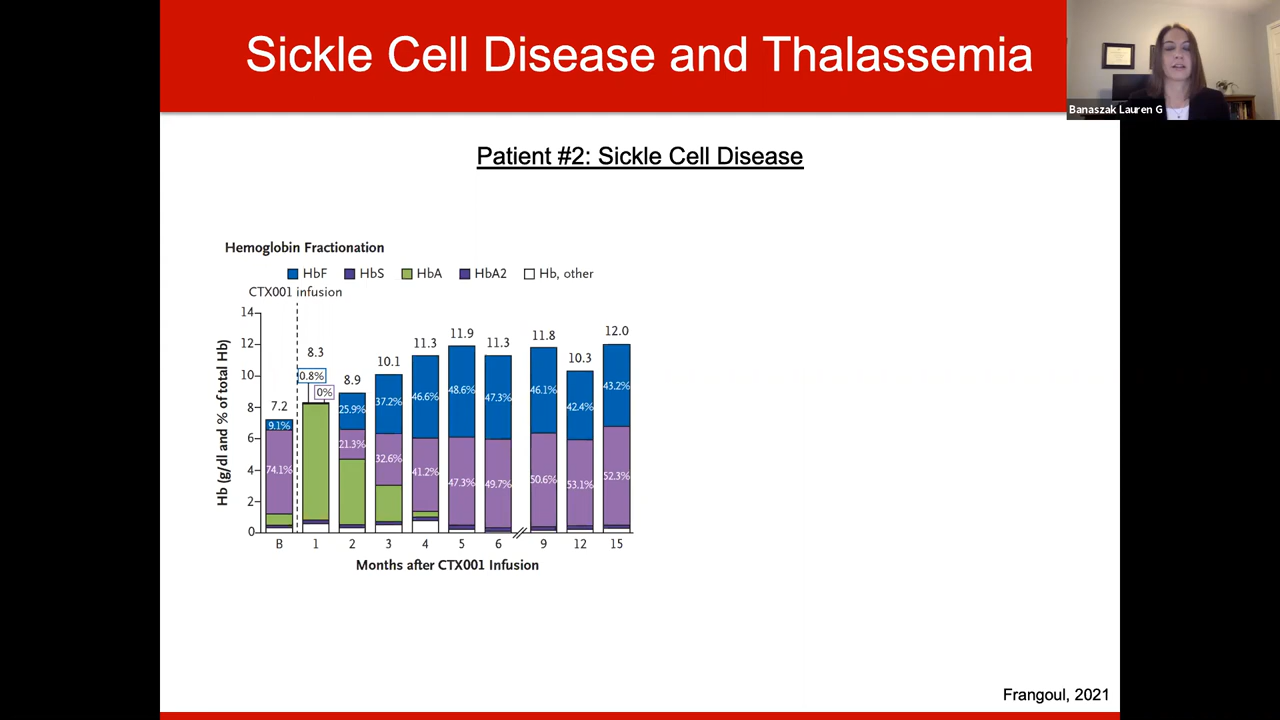 Sickle Cell Disease and Thalassemia
Banaszak Lauren G
Patient #2: Sickle Cell Disease
Hemoglobin Fractionation
HbF HbS HbA HbA2 Hb, other
CTX001 infusion
Hb (g/dl and % of total Hb)
14
12
10
8
6
4
2
0
7.2 8.3 8.9 10.1 11.3 11.9 11.3 11.8 10.3 12.0
9.1% 0.8% 25.9% 37.2% 46.6% 48.6% 47.3% 46.1% 42.4% 43.2%
74.1% 0% 21.3% 32.6% 41.2% 47.3% 49.7% 50.6% 53.1% 52.3%
B 1 2 3 4 5 6 9 12 15
Months after CTX001 Infusion
Frangoul, 2021